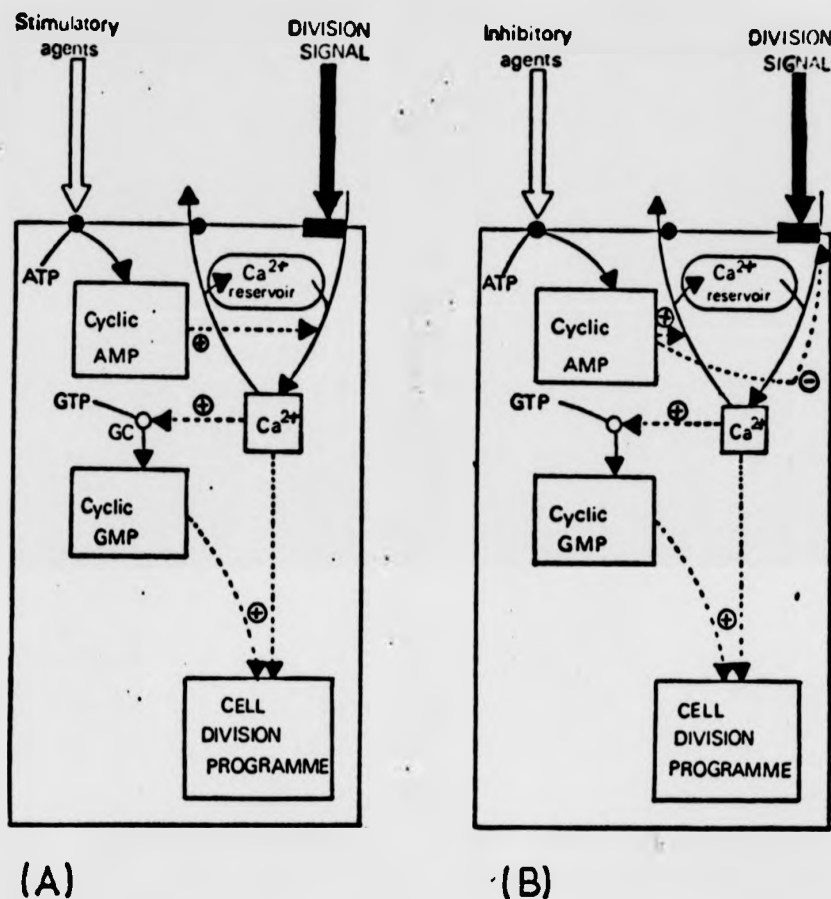 Stimulatory
agents
DIVISION
SIGNAL
ATP
Ca2+
reservoir
Cyclic
AMP
+
GTP
GC
+
Ca2+
Cyclic
GMP
+
CELL
DIVISION
PROGRAMME
(A)
Inhibitory
agents
DIVISION
SIGNAL
ATP
Ca2+
reservoir
Cyclic
AMP
+
-
GTP
GC
+
Ca2+
Cyclic
GMP
+
CELL
DIVISION
PROGRAMME
(B)